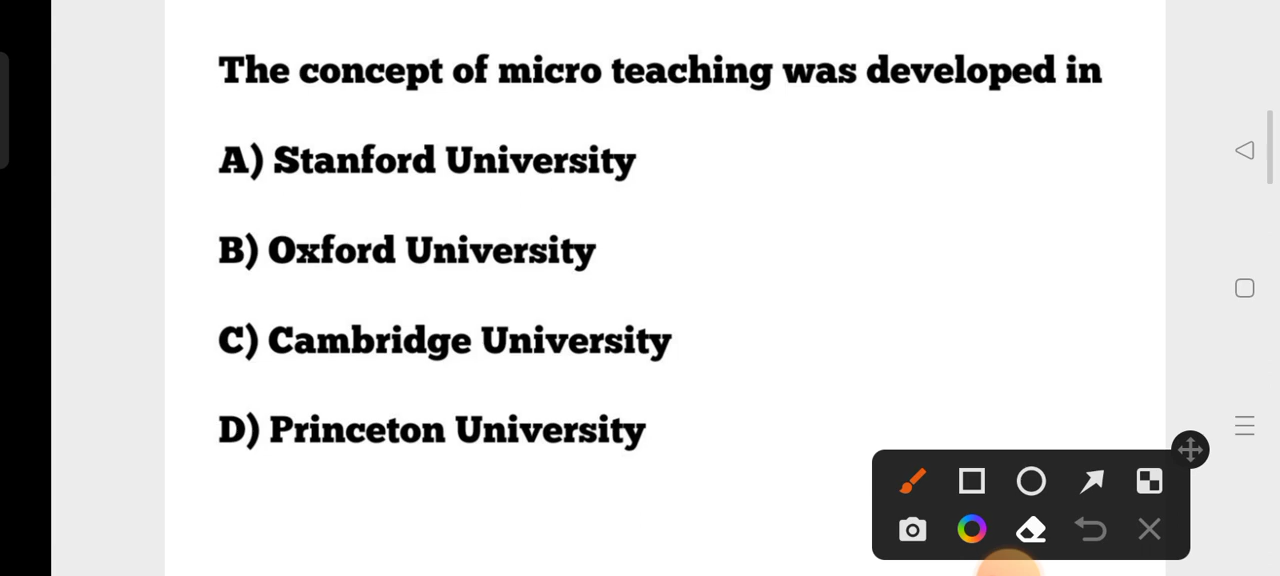 The concept of micro teaching was developed in
A) Stanford University
B) Oxford University
C) Cambridge University
D) Princeton University